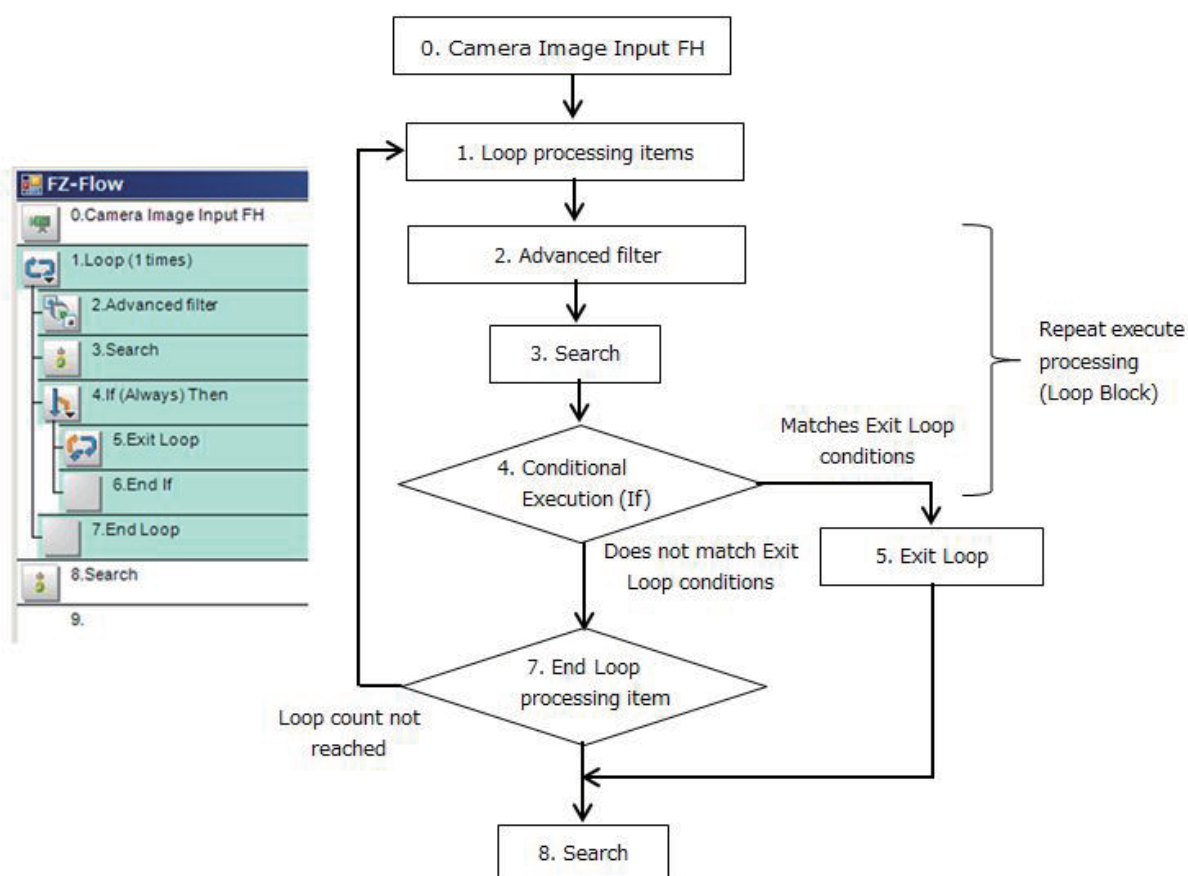 FZ-Flow
0.Camera Image Input FH
1.Loop (1 times)
2.Advanced filter
3.Search
4.If (Always) Then
5.Exit Loop
6.End If
7.End Loop
8.Search
9.
0. Camera Image Input FH
1. Loop processing items
2. Advanced filter
3. Search
4. Conditional
Execution (If)
Matches Exit Loop
conditions
Repeat execute
processing
(Loop Block)
Does not match Exit
Loop conditions
5. Exit Loop
7. End Loop
processing item
Loop count not
reached
8. Search